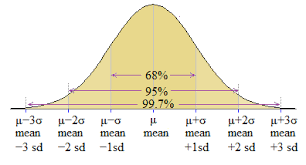 68%
95%
99.7%
μ−3σ μ−2σ μ−σ μ μ+σ μ+2σ μ+3σ
mean mean mean mean mean mean mean
−3 sd −2 sd −1sd +1sd +2 sd +3 sd